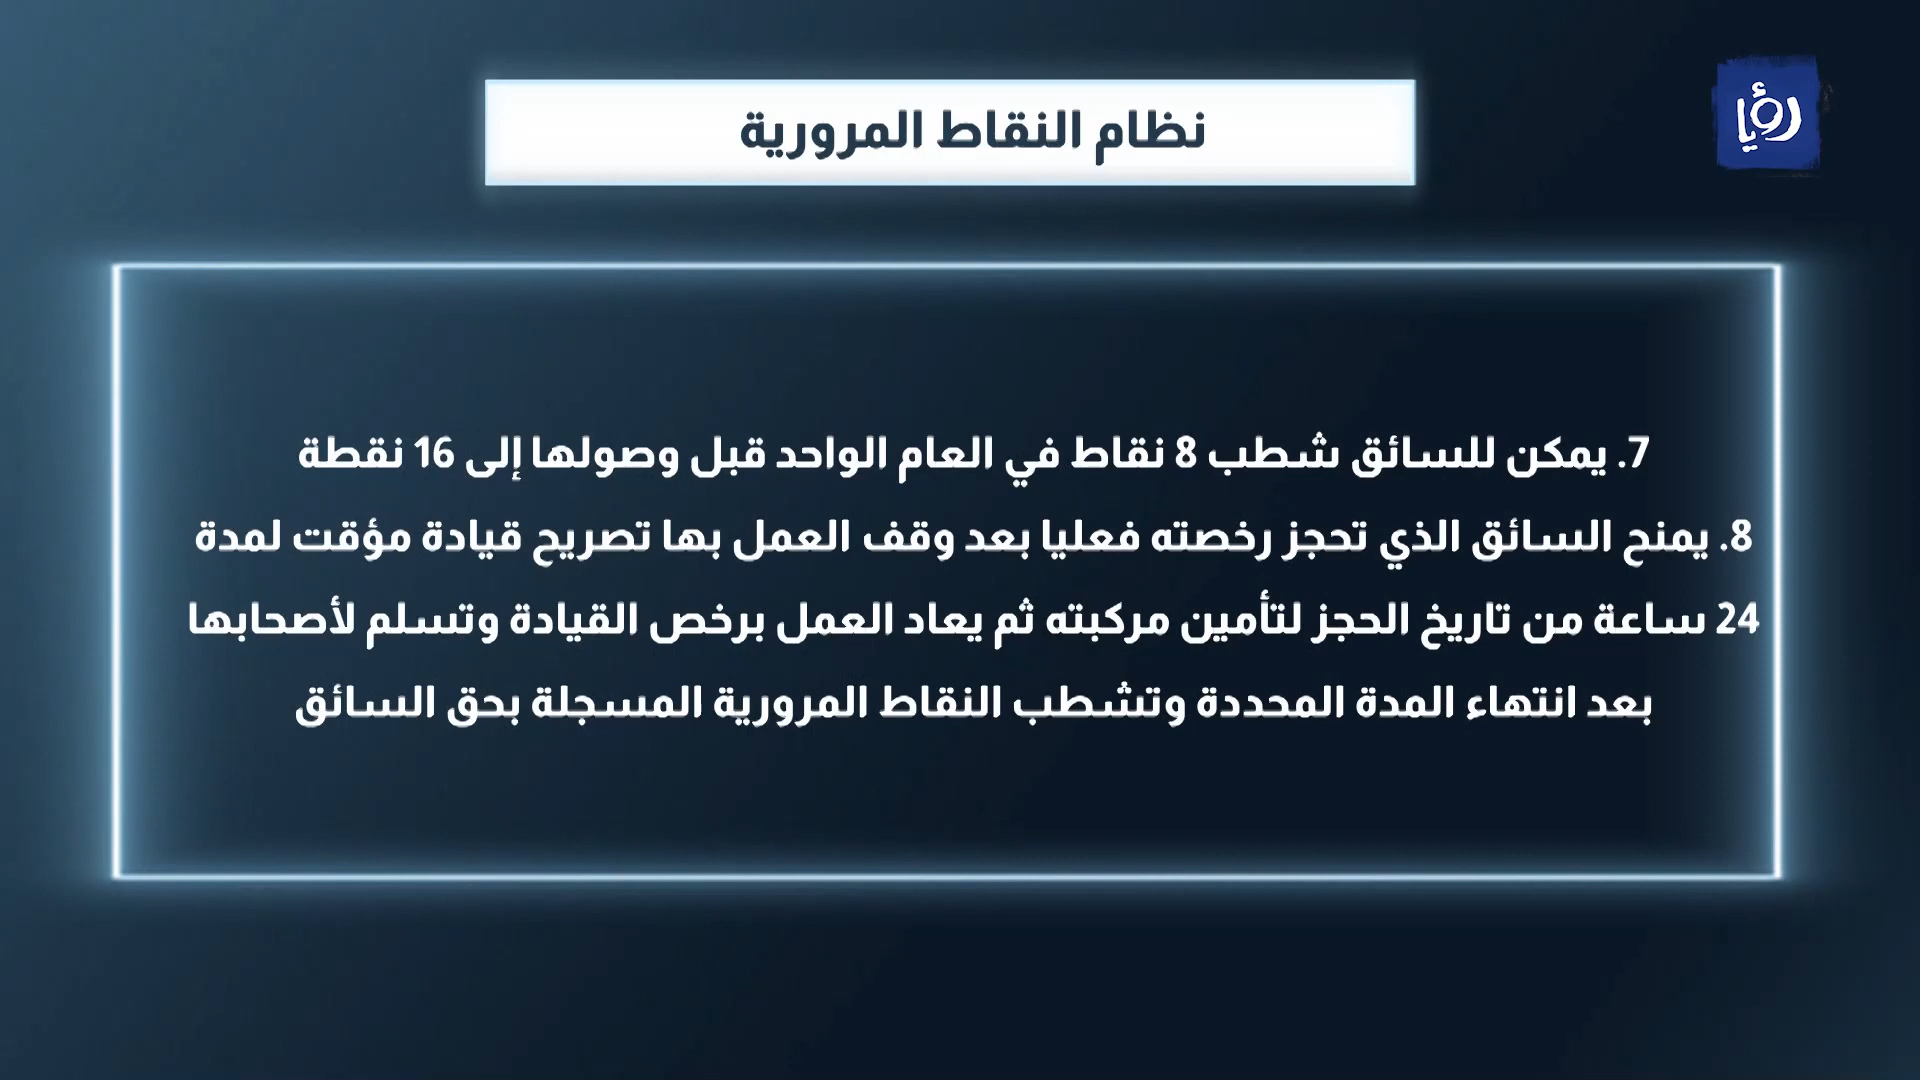 رؤيا
نظام النقاط المرورية
7. يمكن للسائق شطب 8 نقاط في العام الواحد قبل وصولها إلى 16 نقطة
8. يمنح السائق الذي تحجز رخصته فعليا بعد وقف العمل بها تصريح قيادة مؤقت لمدة
24 ساعة من تاريخ الحجز لتأمين مركبته ثم يعاد العمل برخص القيادة وتسلم لأصحابها
بعد انتهاء المدة المحددة وتشطب النقاط المرورية المسجلة بحق السائق